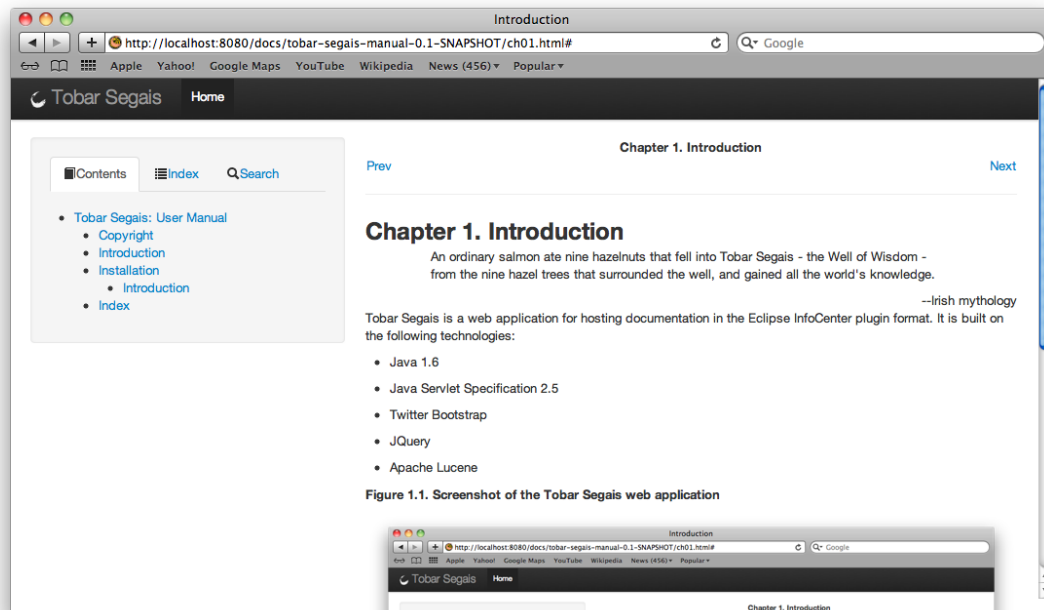 Introduction
http://localhost:8080/docs/tobar-segais-manual-0.1-SNAPSHOT/ch01.html#
Google
Apple Yahoo! Google Maps YouTube Wikipedia News (456) Popular
Tobar Segais Home
Contents Index Search
Tobar Segais: User Manual
Copyright
Introduction
Installation
Introduction
Index
Chapter 1. Introduction
Prev Next
Chapter 1. Introduction
An ordinary salmon ate nine hazelnuts that fell into Tobar Segais - the Well of Wisdom -
from the nine hazel trees that surrounded the well, and gained all the world's knowledge.
--Irish mythology
Tobar Segais is a web application for hosting documentation in the Eclipse InfoCenter plugin format. It is built on
the following technologies:
Java 1.6
Java Servlet Specification 2.5
Twitter Bootstrap
JQuery
Apache Lucene
Figure 1.1. Screenshot of the Tobar Segais web application
Introduction
http://localhost:8080/docs/tobar-segais-manual-0.1-SNAPSHOT/ch01.html#
Google
Apple Yahoo! Google Maps YouTube Wikipedia News (456) Popular
Tobar Segais Home
Chapter 1. Introduction